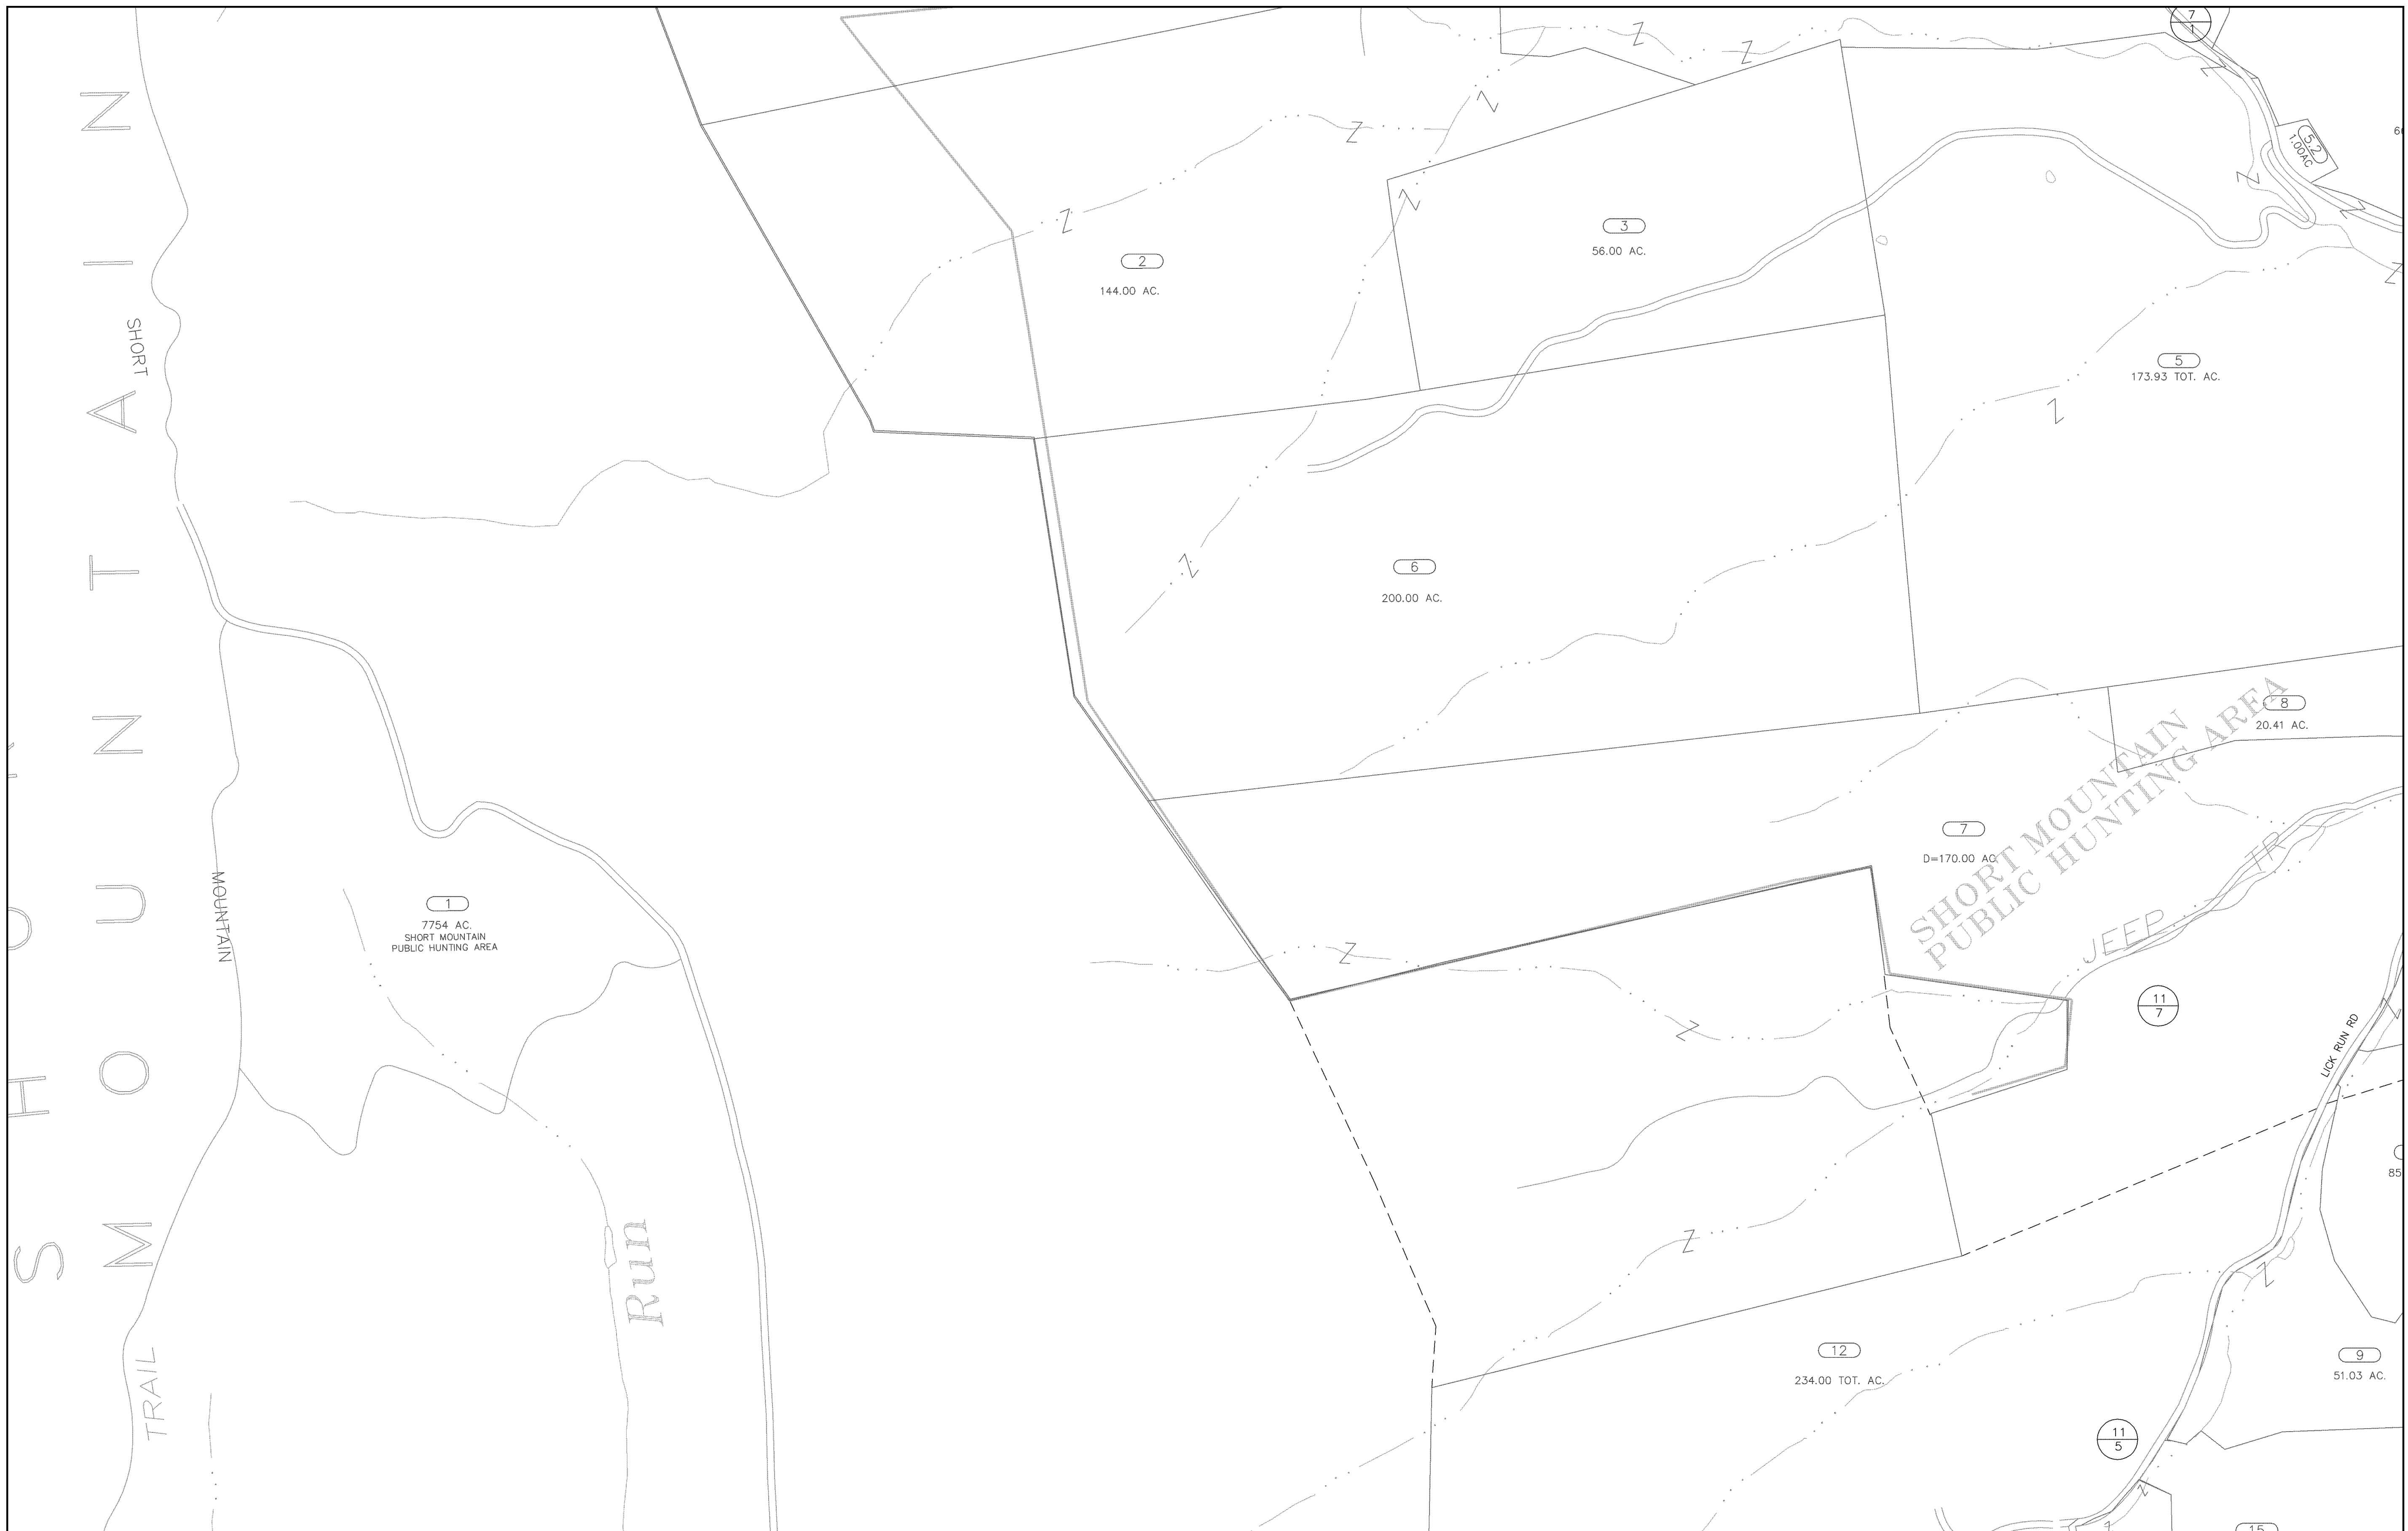 7
1
5.2
1.00AC
3
56.00 AC.
2
144.00 AC.
5
173.93 TOT. AC.
6
200.00 AC.
8
20.41 AC.
7
D=170.00 AC.
SHORT MOUNTAIN
PUBLIC HUNTING AREA
JEEP TR
1
7754 AC.
SHORT MOUNTAIN
PUBLIC HUNTING AREA
SHORT
MOUNTAIN
TRAIL
MOUNTAIN
Run
11
7
LICK RUN RD
12
234.00 TOT. AC.
9
51.03 AC.
11
5
85
15